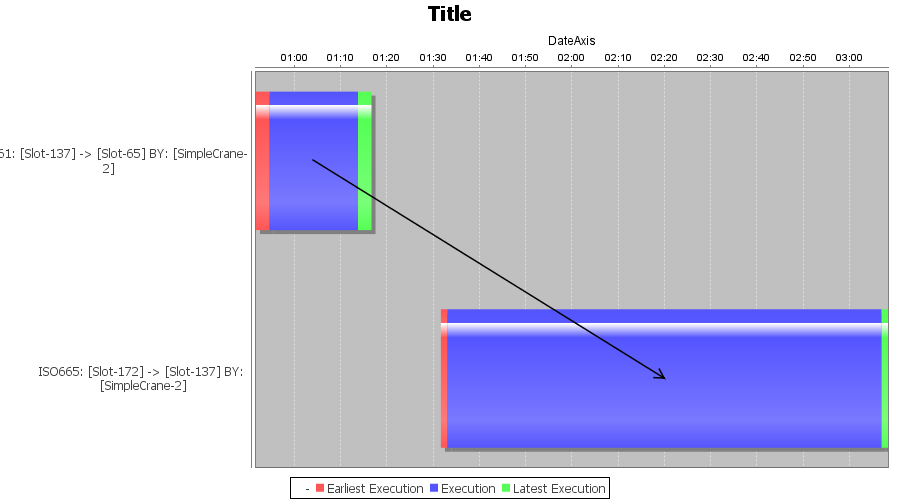 Title
DateAxis
01:00 01:10 01:20 01:30 01:40 01:50 02:00 02:10 02:20 02:30 02:40 02:50 03:00
61: [Slot-137] -> [Slot-65] BY: [SimpleCrane-
2]
ISO665: [Slot-172] -> [Slot-137] BY:
[SimpleCrane-2]
- Earliest Execution Execution Latest Execution